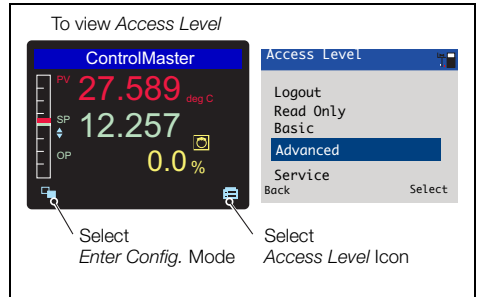 To view Access Level
ControlMaster
PV 27.589 deg C
SP 12.257
OP 0.0 %
Access Level
Logout
Read Only
Basic
Advanced
Service
Back Select
Select
Enter Config. Mode
Select
Access Level Icon